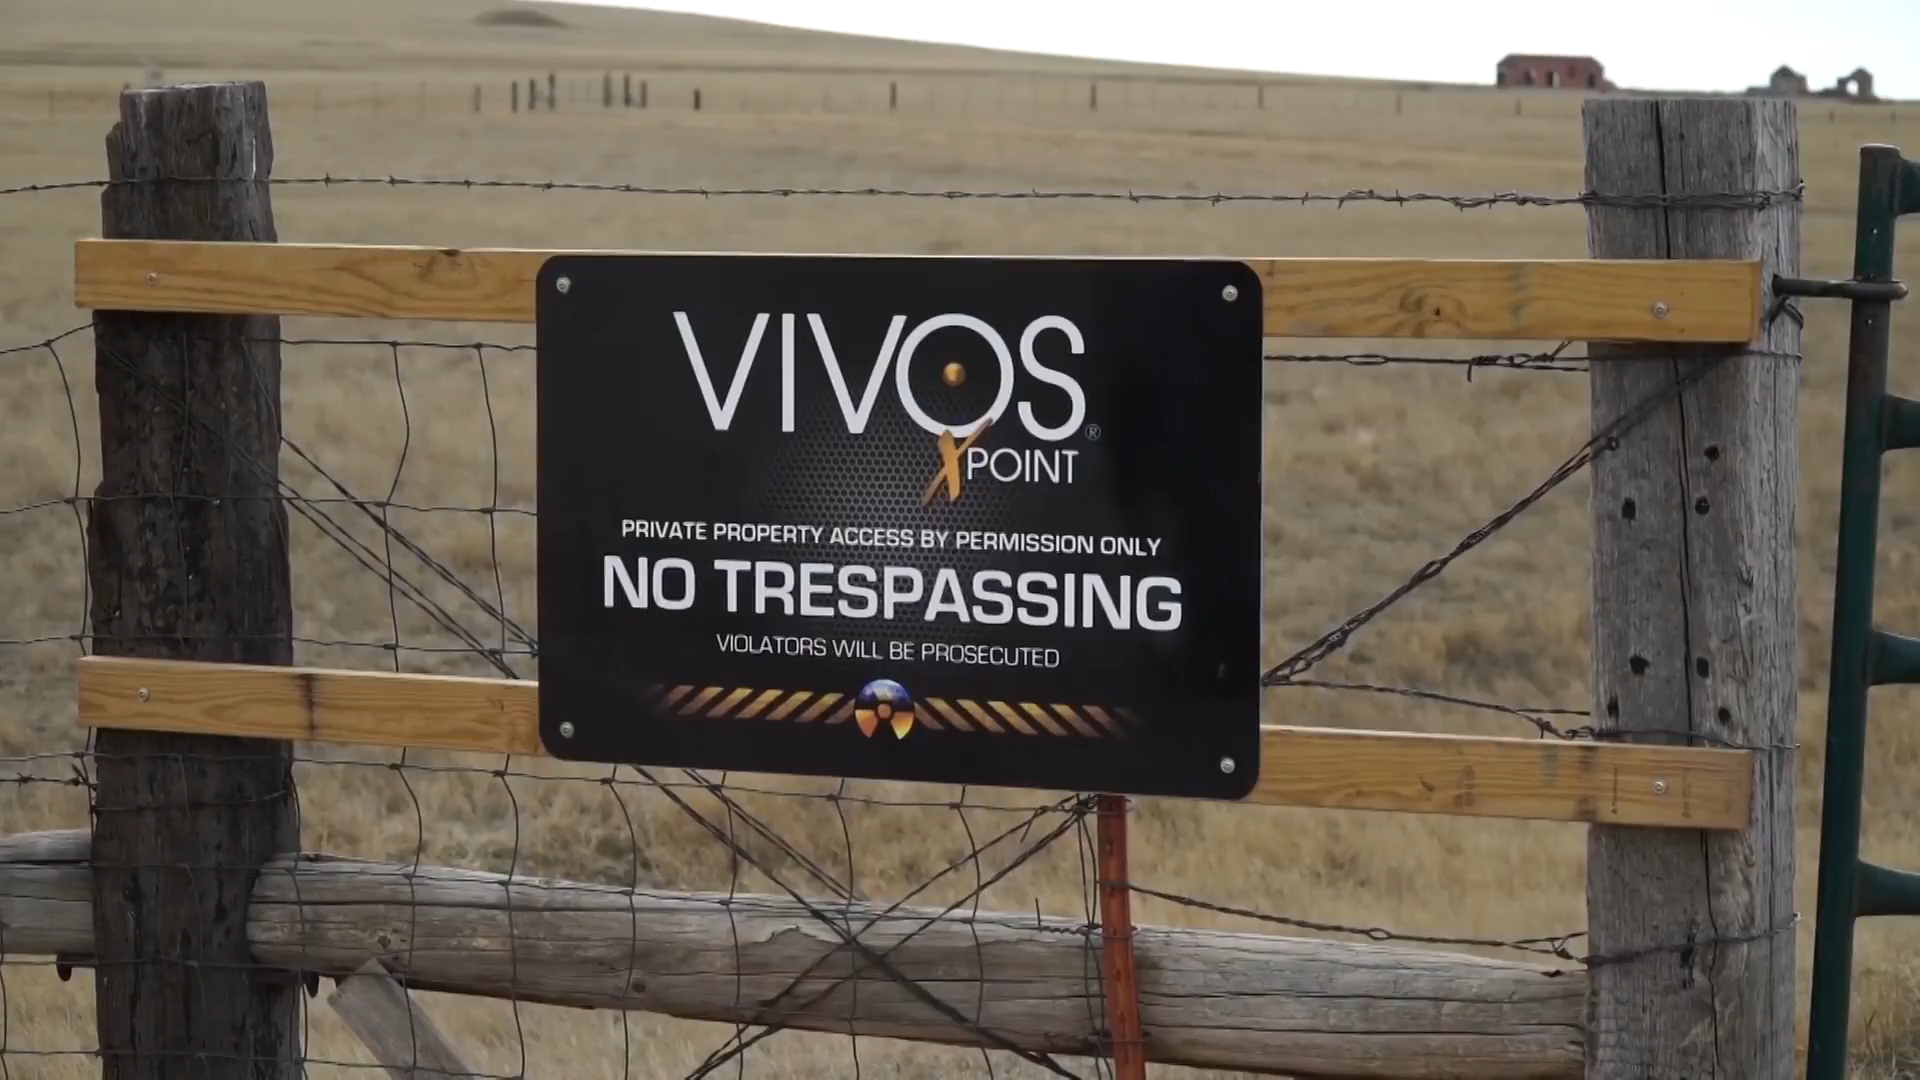 VIVOS®
XPOINT
PRIVATE PROPERTY ACCESS BY PERMISSION ONLY
NO TRESPASSING
VIOLATORS WILL BE PROSECUTED